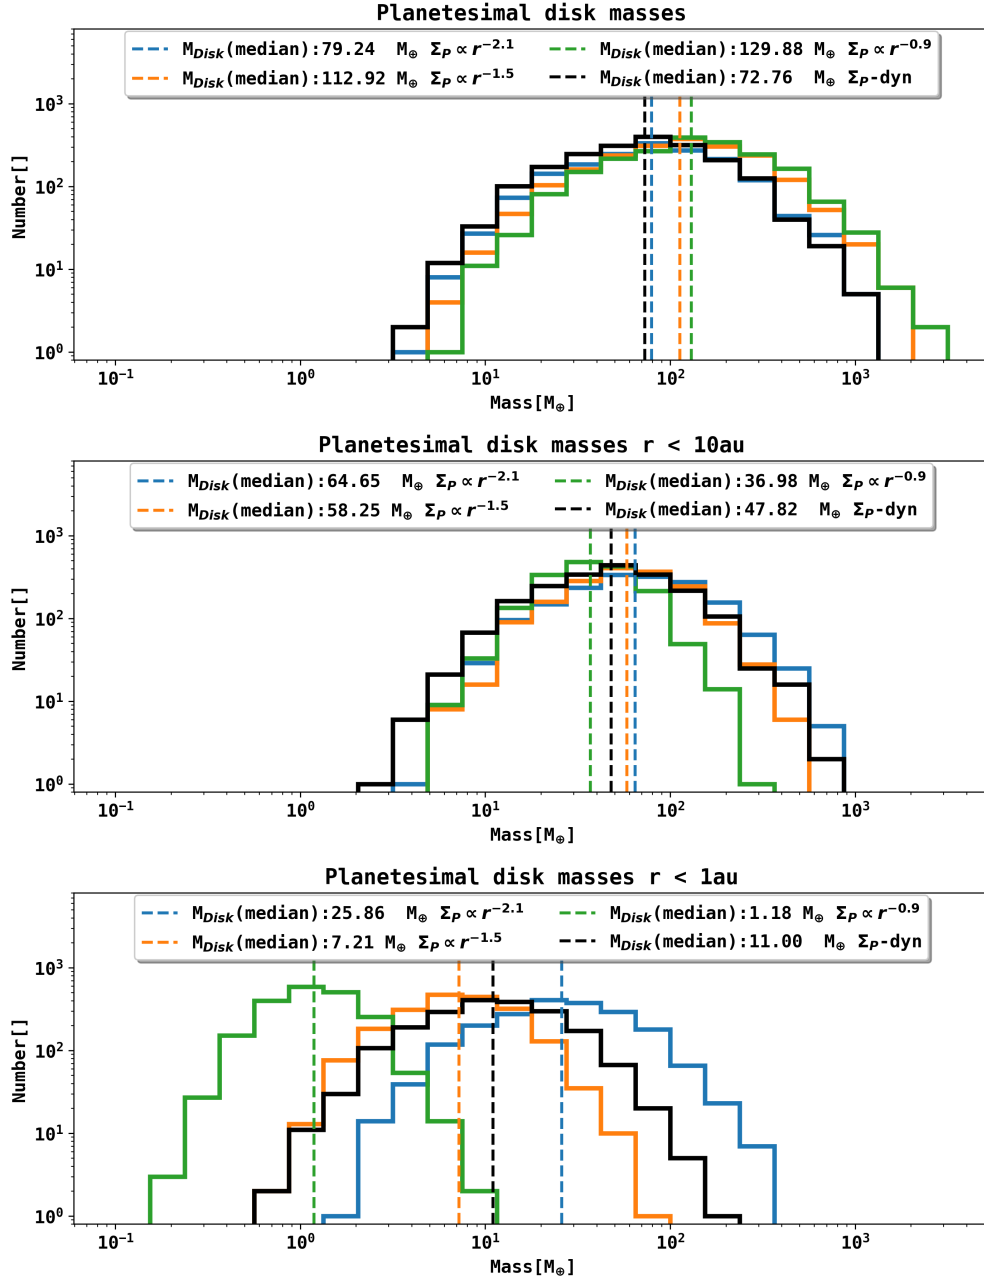 Planetesimal disk masses
M_Disk(median):79.24 M⊕ Σ_P ∝ r^−2.1
M_Disk(median):112.92 M⊕ Σ_P ∝ r^−1.5
M_Disk(median):129.88 M⊕ Σ_P ∝ r^−0.9
M_Disk(median):72.76 M⊕ Σ_P-dyn
10^3
10^2
10^1
10^0
Number[]
10^−1 10^0 10^1 10^2 10^3
Mass[M⊕]
Planetesimal disk masses r < 10au
M_Disk(median):64.65 M⊕ Σ_P ∝ r^−2.1
M_Disk(median):58.25 M⊕ Σ_P ∝ r^−1.5
M_Disk(median):36.98 M⊕ Σ_P ∝ r^−0.9
M_Disk(median):47.82 M⊕ Σ_P-dyn
10^3
10^2
10^1
10^0
Number[]
10^−1 10^0 10^1 10^2 10^3
Mass[M⊕]
Planetesimal disk masses r < 1au
M_Disk(median):25.86 M⊕ Σ_P ∝ r^−2.1
M_Disk(median):7.21 M⊕ Σ_P ∝ r^−1.5
M_Disk(median):1.18 M⊕ Σ_P ∝ r^−0.9
M_Disk(median):11.00 M⊕ Σ_P-dyn
10^3
10^2
10^1
10^0
Number[]
10^−1 10^0 10^1 10^2 10^3
Mass[M⊕]